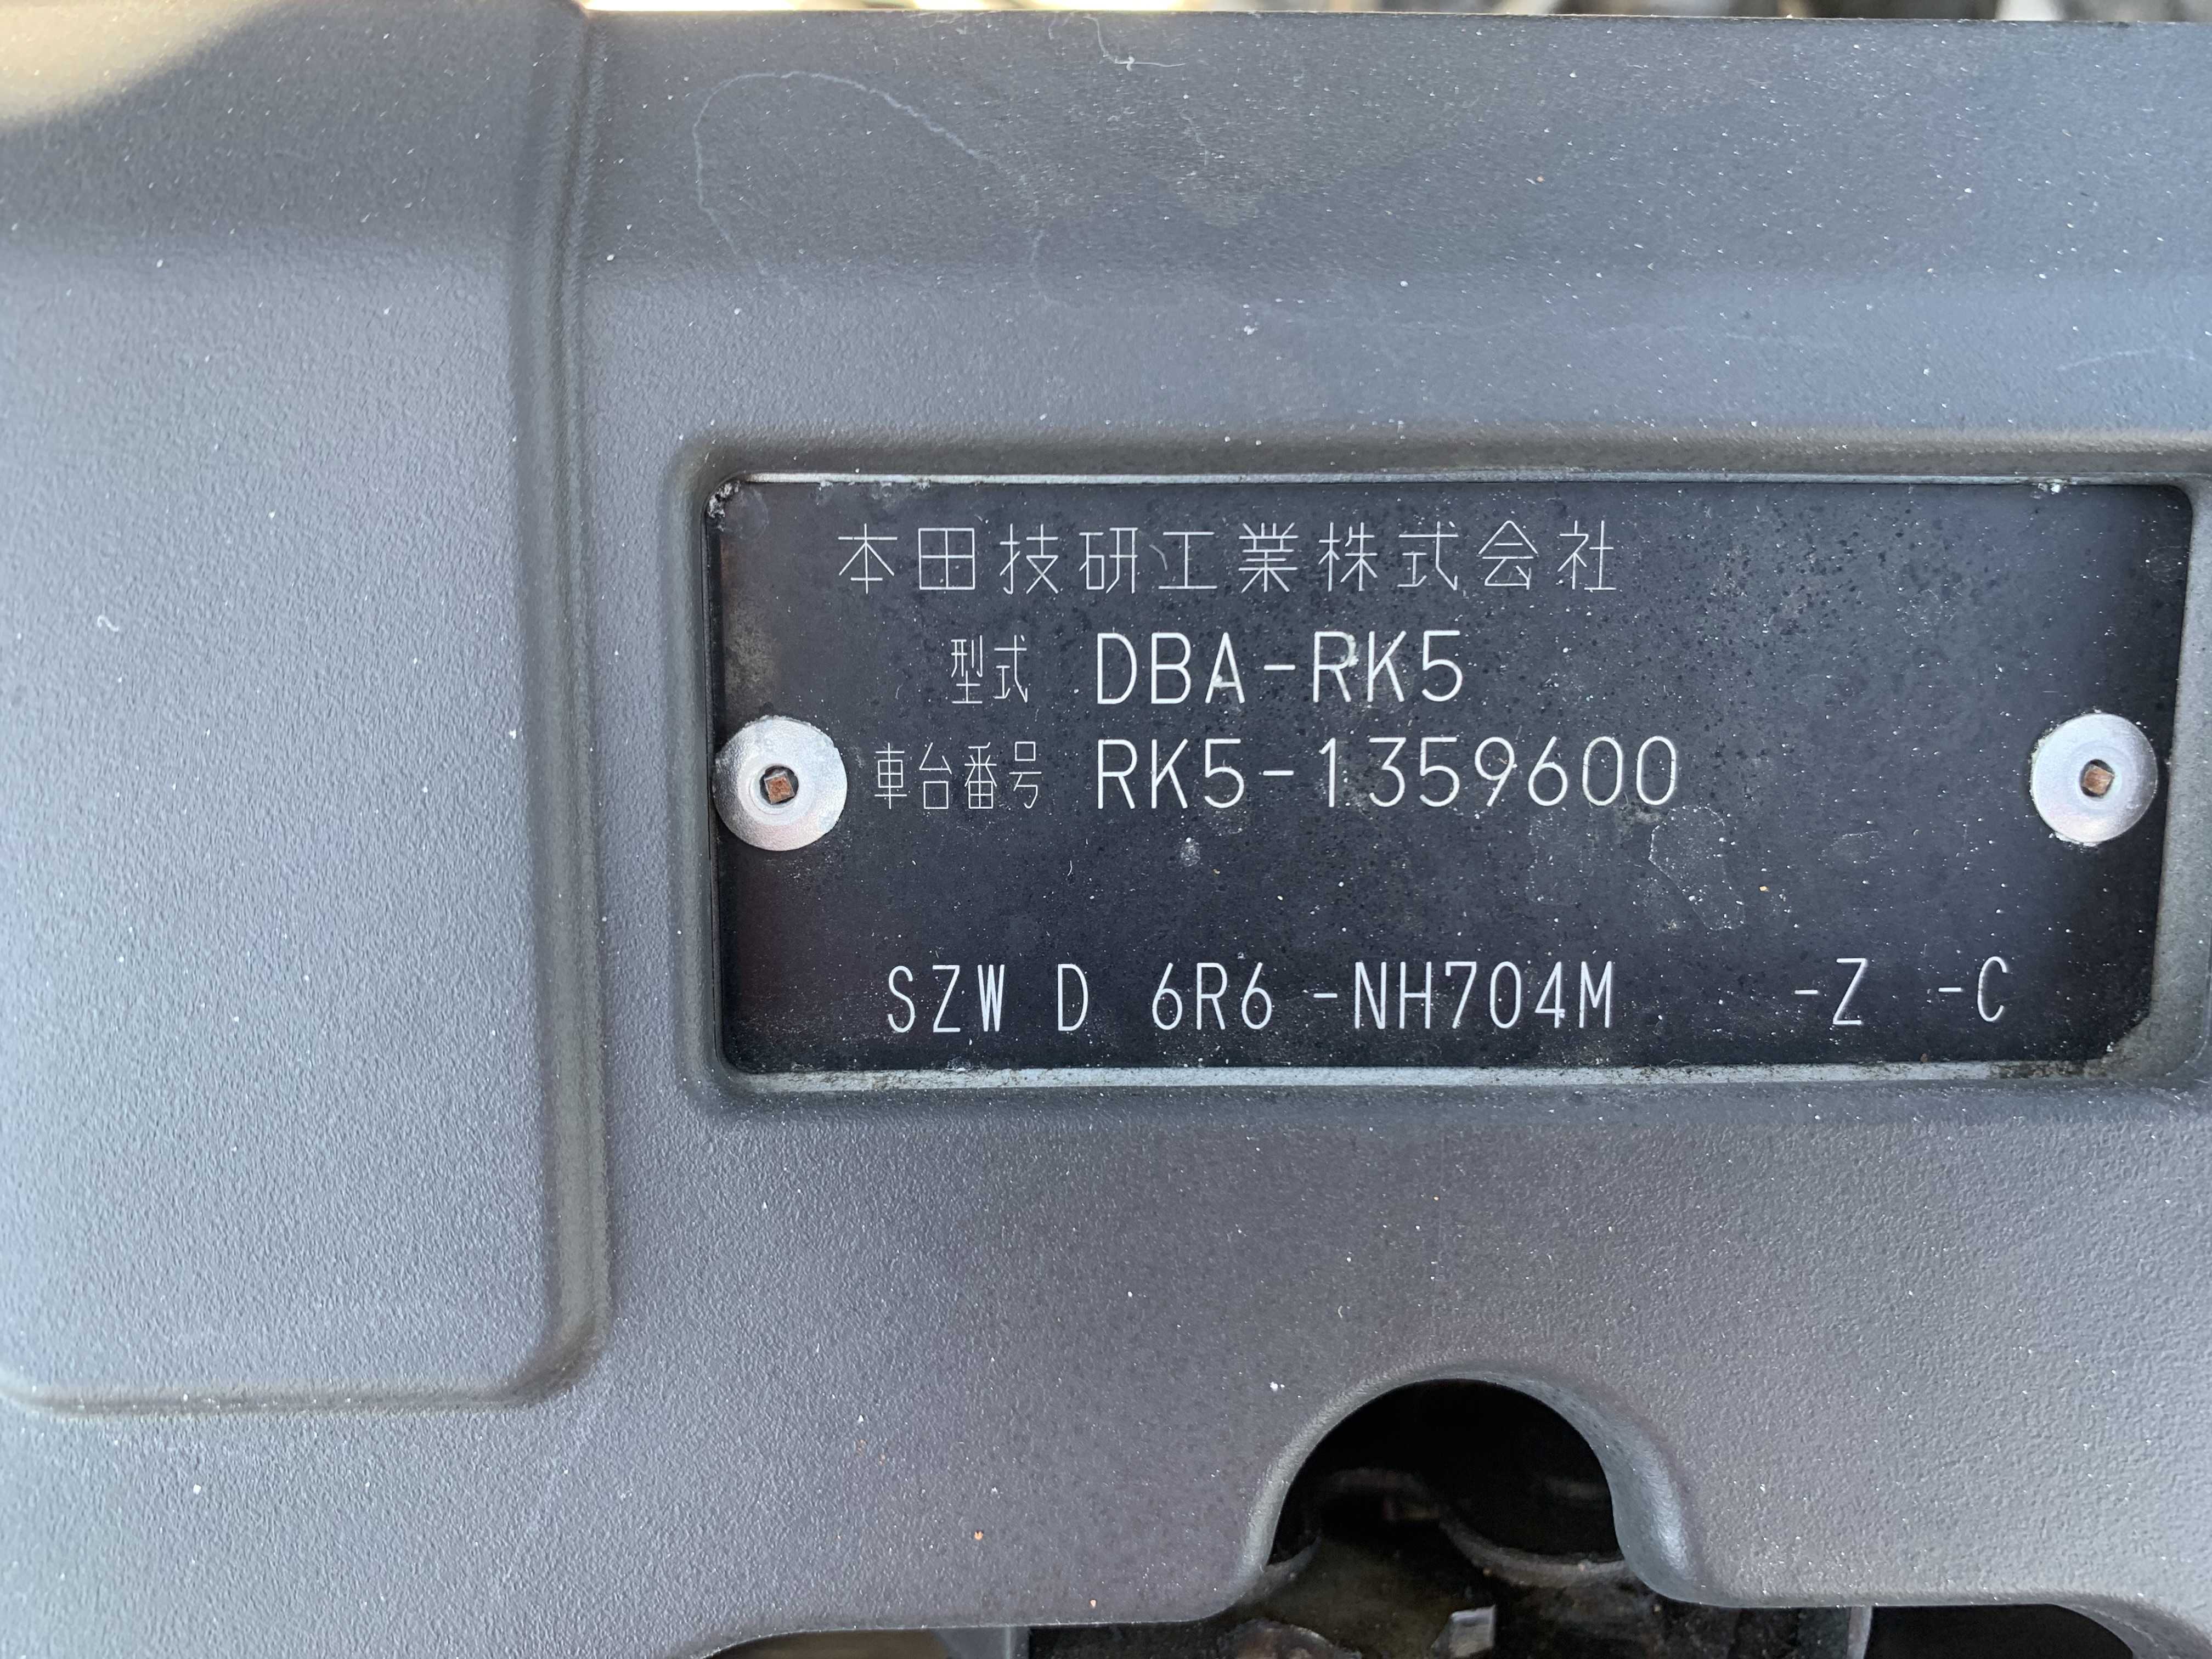 本田技研工業株式会社
型式 DBA-RK5
車台番号 RK5-1359600
SZW D 6R6 -NH704M -Z -C